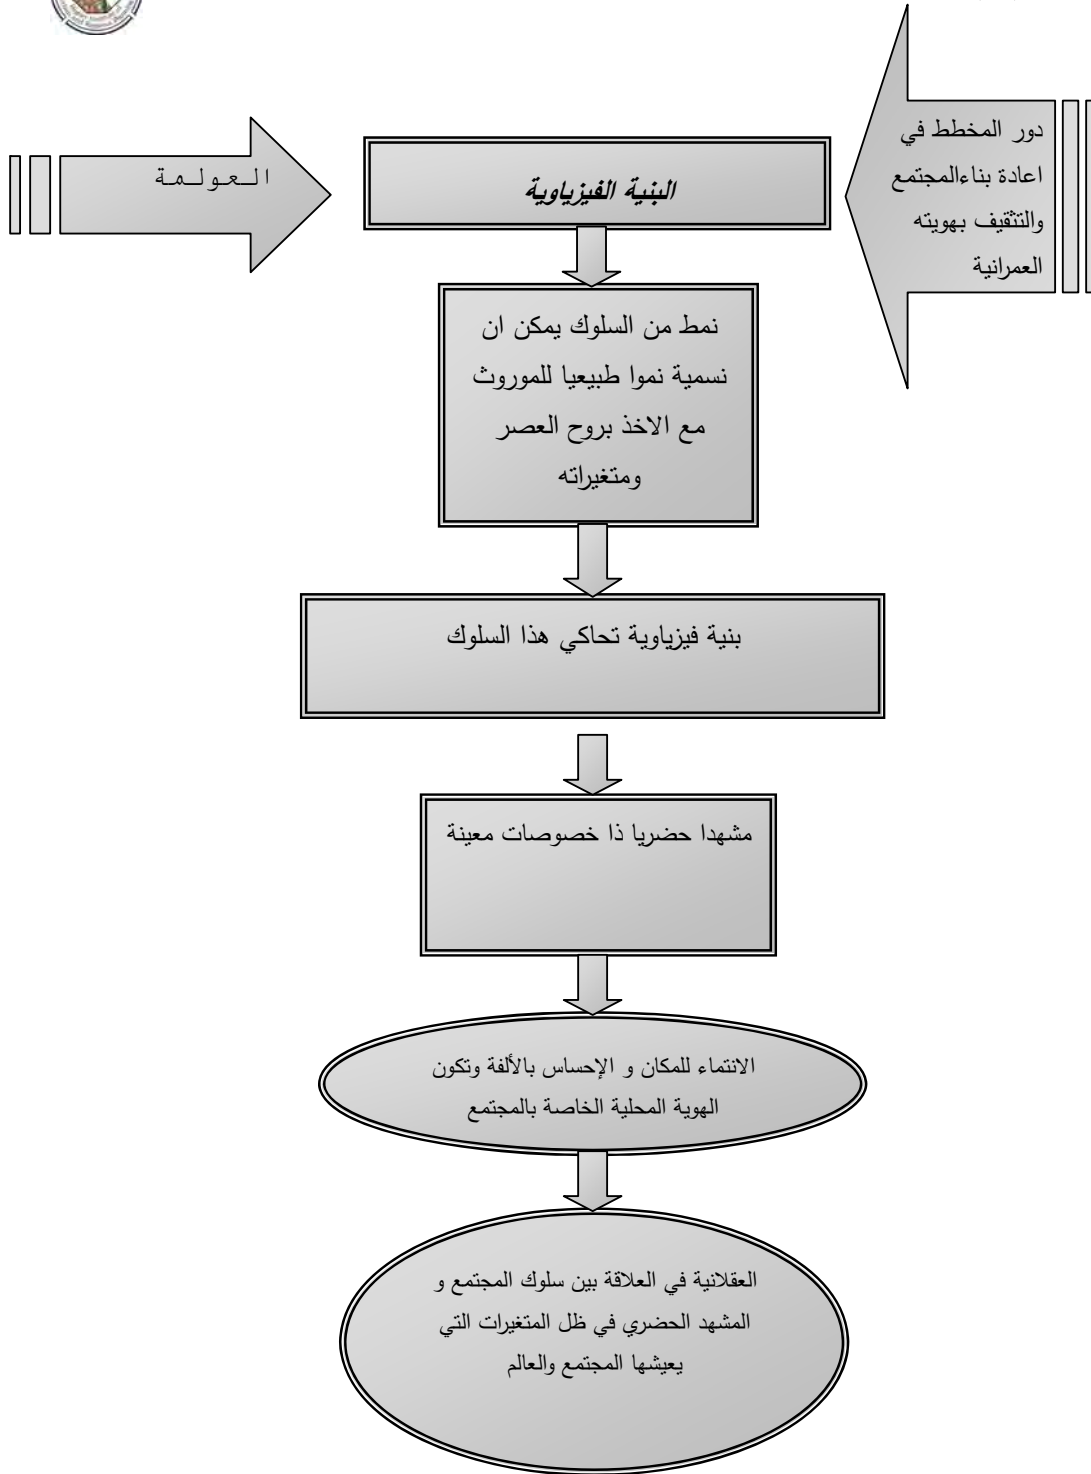 دور المخطط في
اعادة بناءالمجتمع
والتثقيف بهويته
العمرانية
العولمة
البنية الفيزياوية
نمط من السلوك يمكن ان
نسمية نموا طبيعيا للموروث
مع الاخذ بروح العصر
ومتغيراته
بنية فيزياوية تحاكي هذا السلوك
مشهدا حضريا ذا خصوصات معينة
الانتماء للمكان و الإحساس بالألفة وتكون
الهوية المحلية الخاصة بالمجتمع
العقلانية في العلاقة بين سلوك المجتمع و
المشهد الحضري في ظل المتغيرات التي
يعيشها المجتمع والعالم